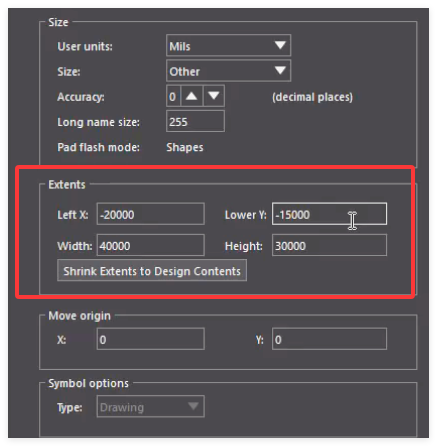 Size
User units: Mils
Size: Other
Accuracy: 0 (decimal places)
Long name size: 255
Pad flash mode: Shapes
Extents
Left X: -20000 Lower Y: -15000
Width: 40000 Height: 30000
Shrink Extents to Design Contents
Move origin
X: 0 Y: 0
Symbol options
Type: Drawing